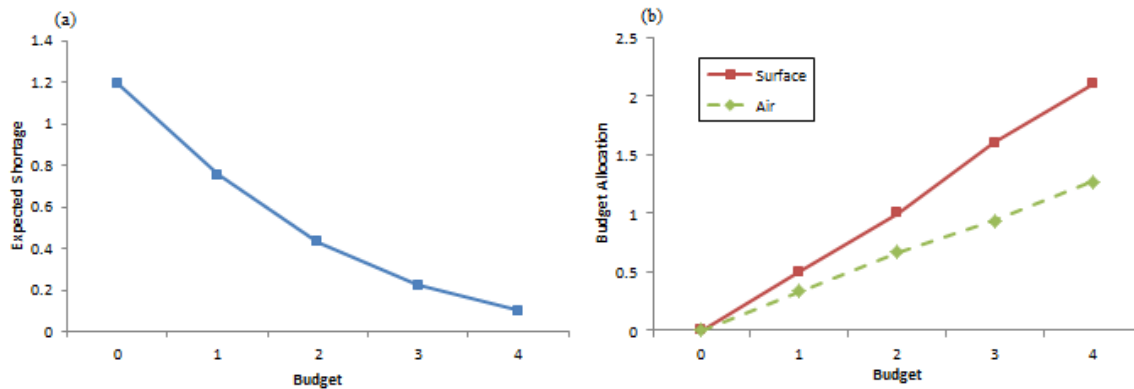 (a)
1.4
1.2
1
0.8
0.6
0.4
0.2
0
Expected Shortage
0 1 2 3 4
Budget
(b)
2.5
2
1.5
1
0.5
0
Budget Allocation
Surface
Air
0 1 2 3 4
Budget